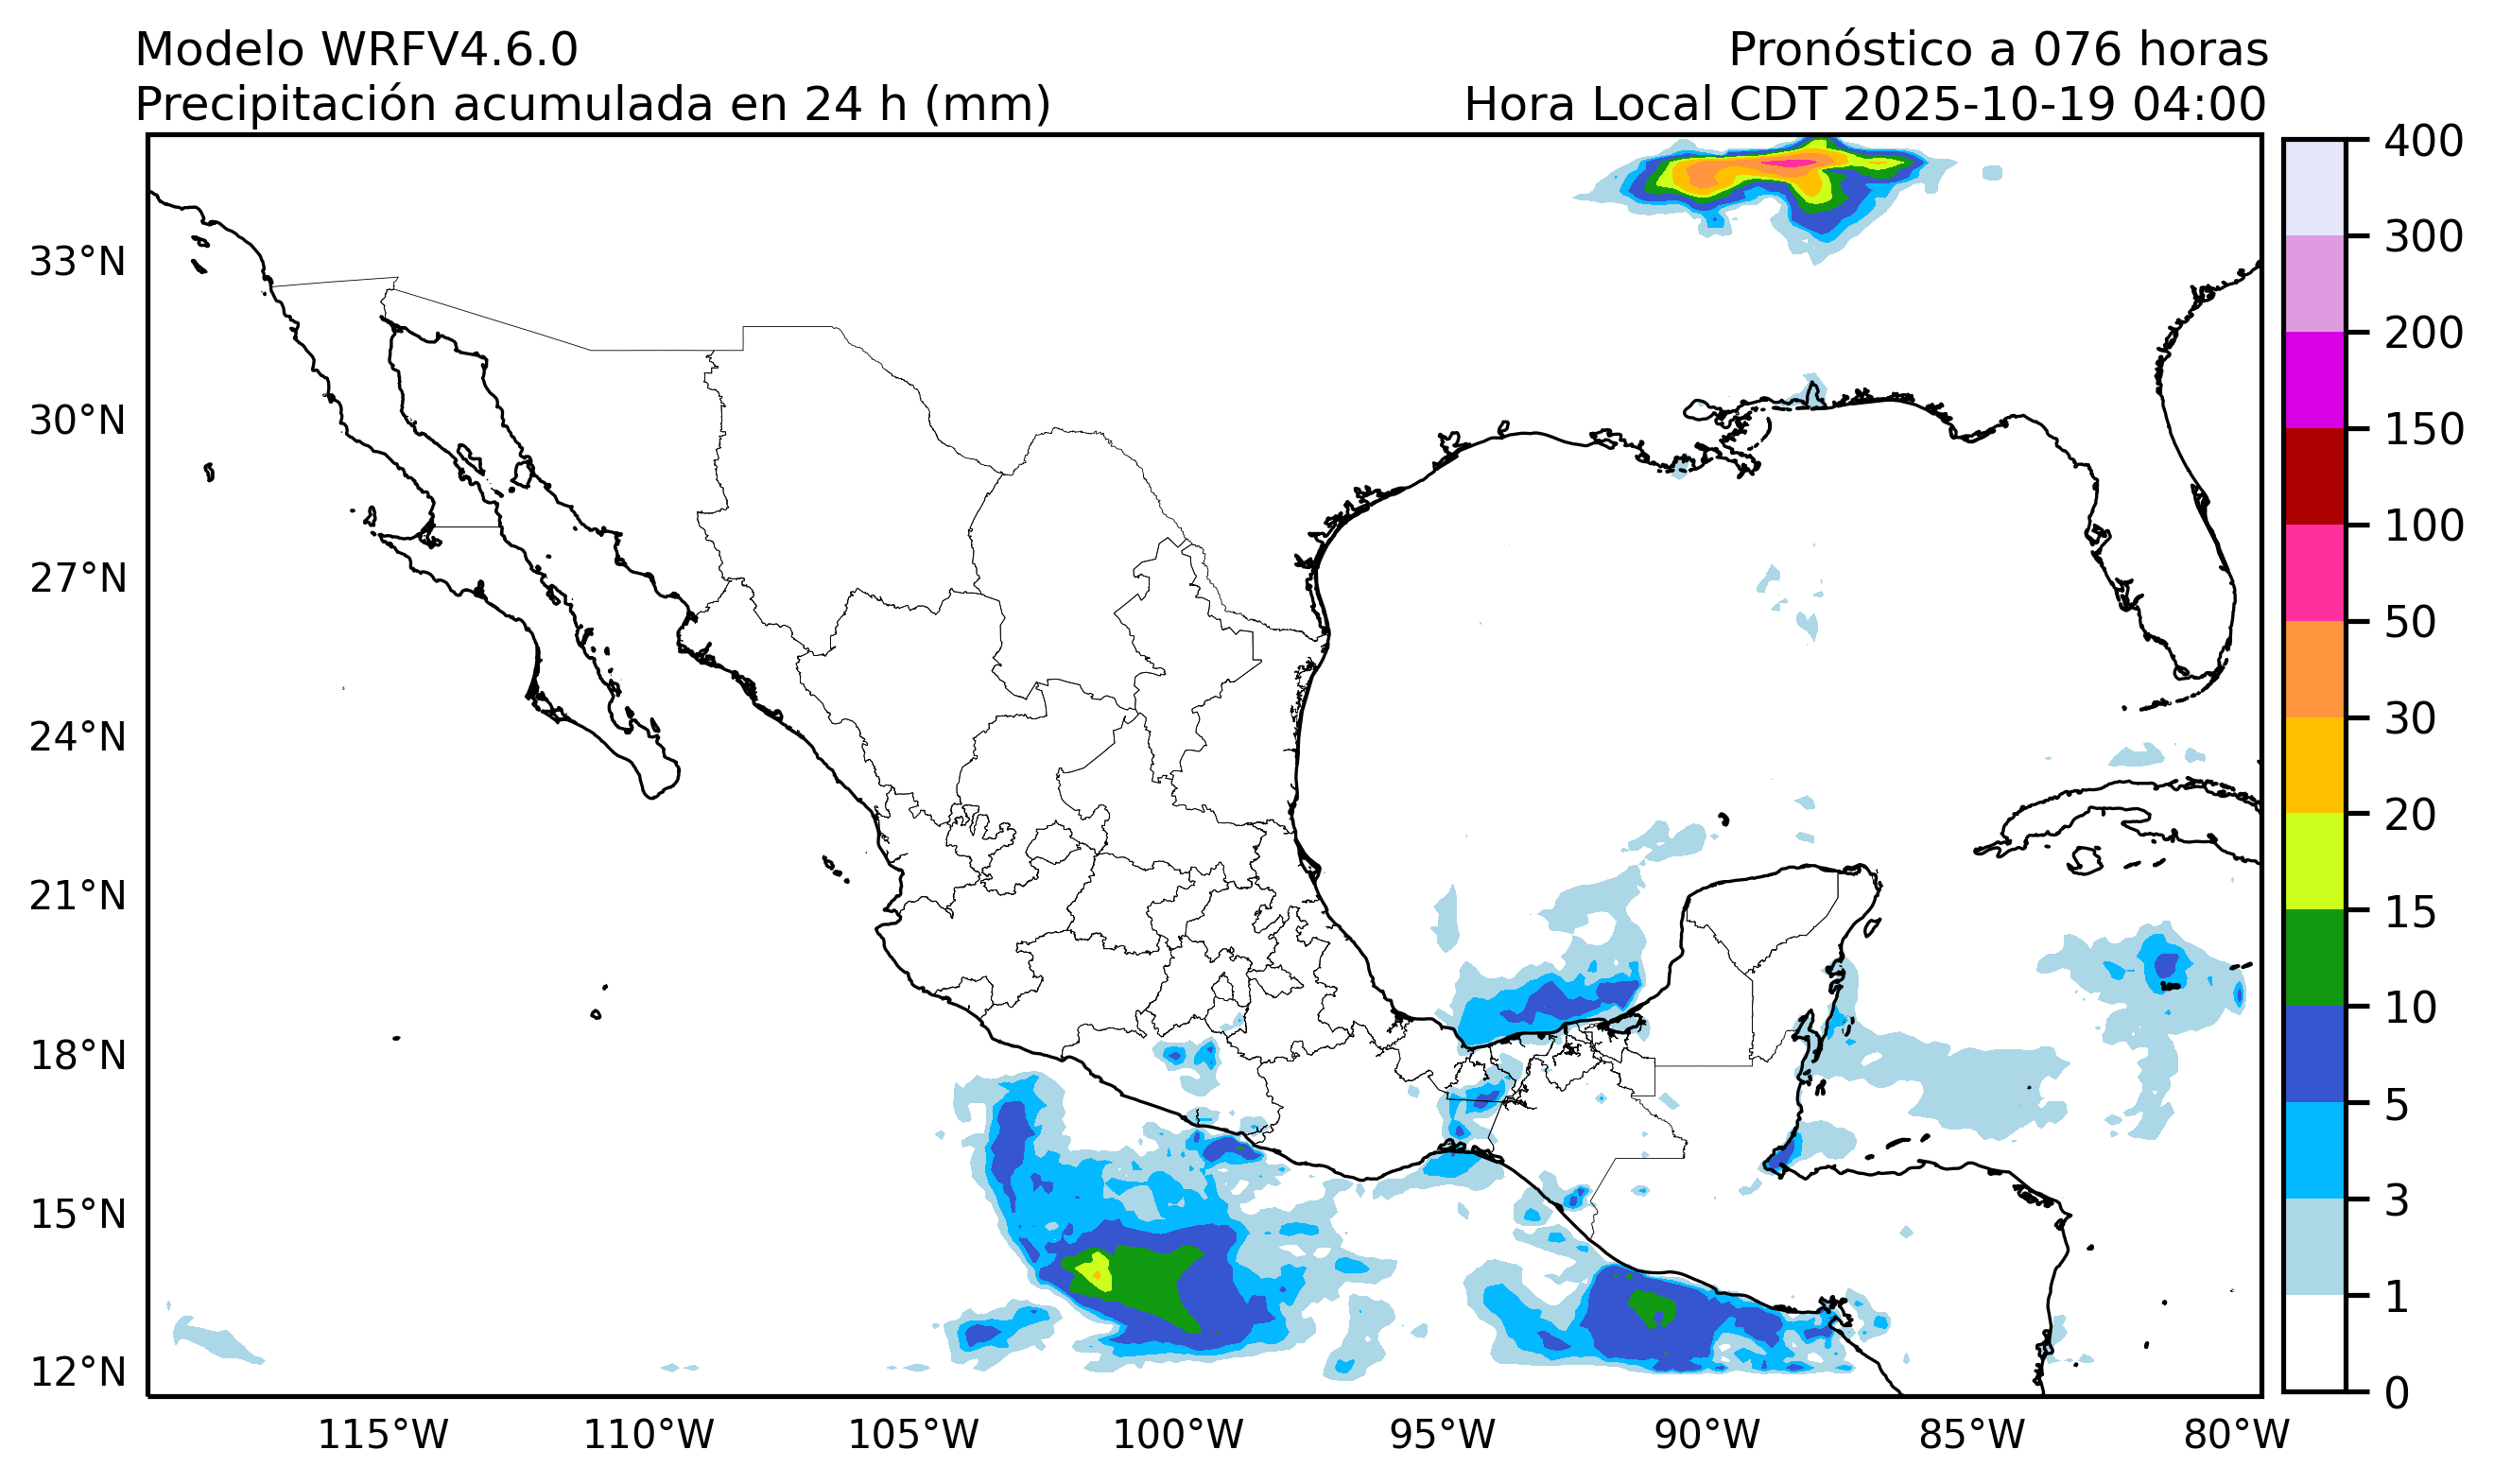 Modelo WRFV4.6.0
Pronóstico a 076 horas
Precipitación acumulada en 24 h (mm)
Hora Local CDT 2025-10-19 04:00
33°N
30°N
27°N
24°N
21°N
18°N
15°N
12°N
115°W
110°W
105°W
100°W
95°W
90°W
85°W
80°W
400
300
200
150
100
50
30
20
15
10
5
3
1
0